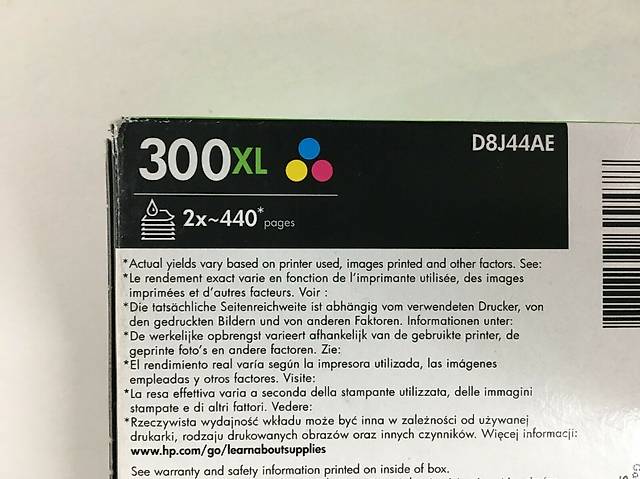 300XL
D8J44AE
2x~440* pages
*Actual yields vary based on printer used, images printed and other factors. See:
*Le rendement exact varie en fonction de l'imprimante utilisée, des images
imprimées et d'autres facteurs. Voir :
*Die tatsächliche Seitenreichweite ist abhängig vom verwendeten Drucker, von
den gedruckten Bildern und von anderen Faktoren. Informationen unter:
*De werkelijke opbrengst varieert afhankelijk van de gebruikte printer, de
geprinte foto's en andere factoren. Zie:
*El rendimiento real varía según la impresora utilizada, las imágenes
empleadas y otros factores. Visite:
*La resa effettiva varia a seconda della stampante utilizzata, delle immagini
stampate e di altri fattori. Vedere:
*Rzeczywista wydajność wkładu może być inna w zależności od używanej
drukarki, rodzaju drukowanych obrazów oraz innych czynników. Więcej informacji:
www.hp.com/go/learnaboutsupplies
See warranty and safety information printed on inside of box.